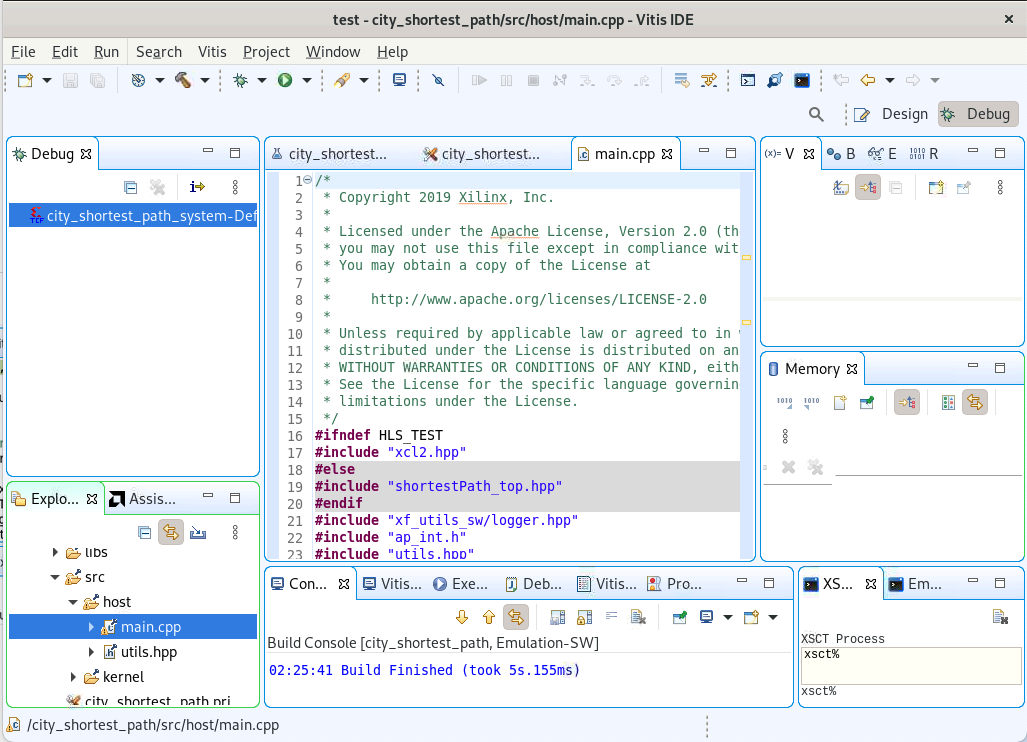 test - city_shortest_path/src/host/main.cpp - Vitis IDE
File Edit Run Search Vitis Project Window Help
Design Debug
Debug
city_shortest_path_system-Def
city_shortest... city_shortest... main.cpp
1 /*
2 * Copyright 2019 Xilinx, Inc.
3 *
4 * Licensed under the Apache License, Version 2.0 (th
5 * you may not use this file except in compliance wit
6 * You may obtain a copy of the License at
7 *
8 * http://www.apache.org/licenses/LICENSE-2.0
9 *
10 * Unless required by applicable law or agreed to in
11 * distributed under the License is distributed on an
12 * WITHOUT WARRANTIES OR CONDITIONS OF ANY KIND, eith
13 * See the License for the specific language governin
14 * limitations under the License.
15 */
16 #ifndef HLS_TEST
17 #include "xcl2.hpp"
18 #else
19 #include "shortestPath_top.hpp"
20 #endif
21 #include "xf_utils_sw/logger.hpp"
22 #include "ap_int.h"
23 #include "utils.hpp"
(x)= V B E 1010 0101 R
Memory
1010 1010
Explo... Assis...
libs
src
host
main.cpp
utils.hpp
kernel
city_shortest_path.prj
Con... Vitis... Exe... Deb... Vitis... Pro...
Build Console [city_shortest_path, Emulation-SW]
02:25:41 Build Finished (took 5s.155ms)
XS... Em...
XSCT Process
xsct%
xsct%
/city_shortest_path/src/host/main.cpp